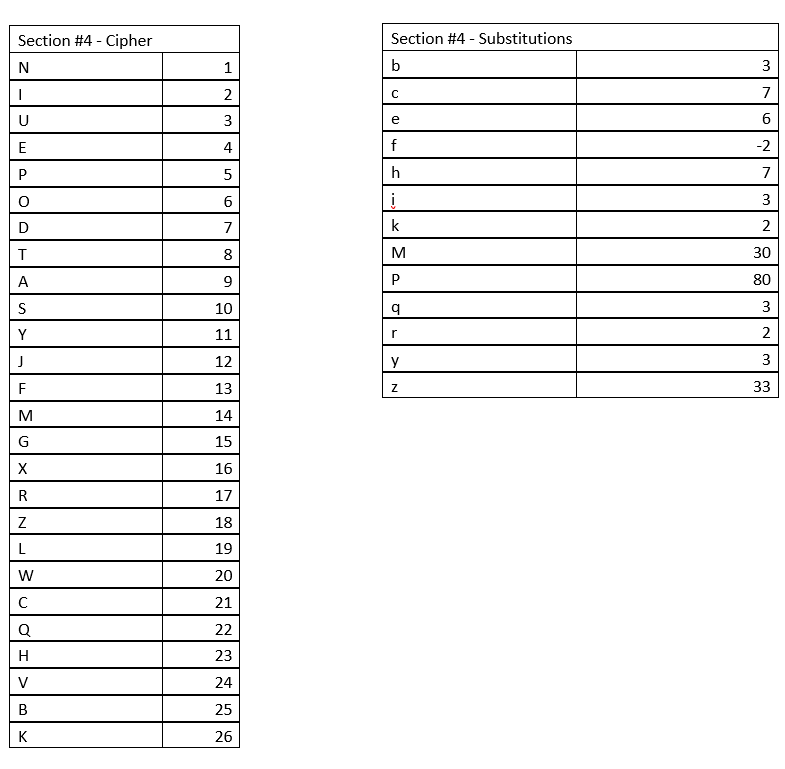 Section #4 - Cipher
N 1
I 2
U 3
E 4
P 5
O 6
D 7
T 8
A 9
S 10
Y 11
J 12
F 13
M 14
G 15
X 16
R 17
Z 18
L 19
W 20
C 21
Q 22
H 23
V 24
B 25
K 26
Section #4 - Substitutions
b 3
c 7
e 6
f -2
h 7
i 3
k 2
M 30
P 80
q 3
r 2
y 3
z 33